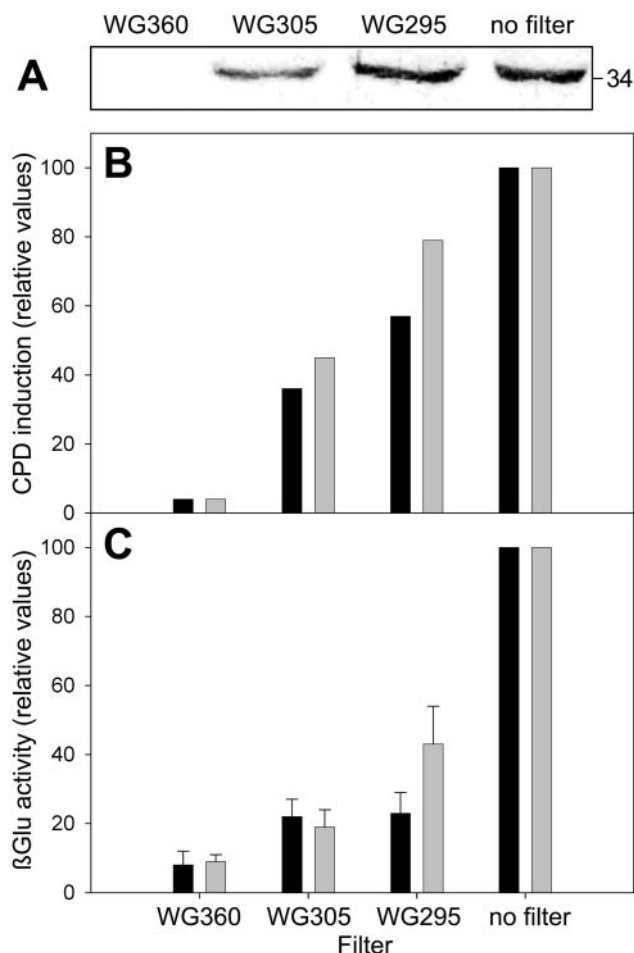 WG360 WG305 WG295 no filter
A
34
B
CPD induction (relative values)
100
80
60
40
20
0
C
ßGlu activity (relative values)
100
80
60
40
20
0
WG360 WG305 WG295 no filter
Filter